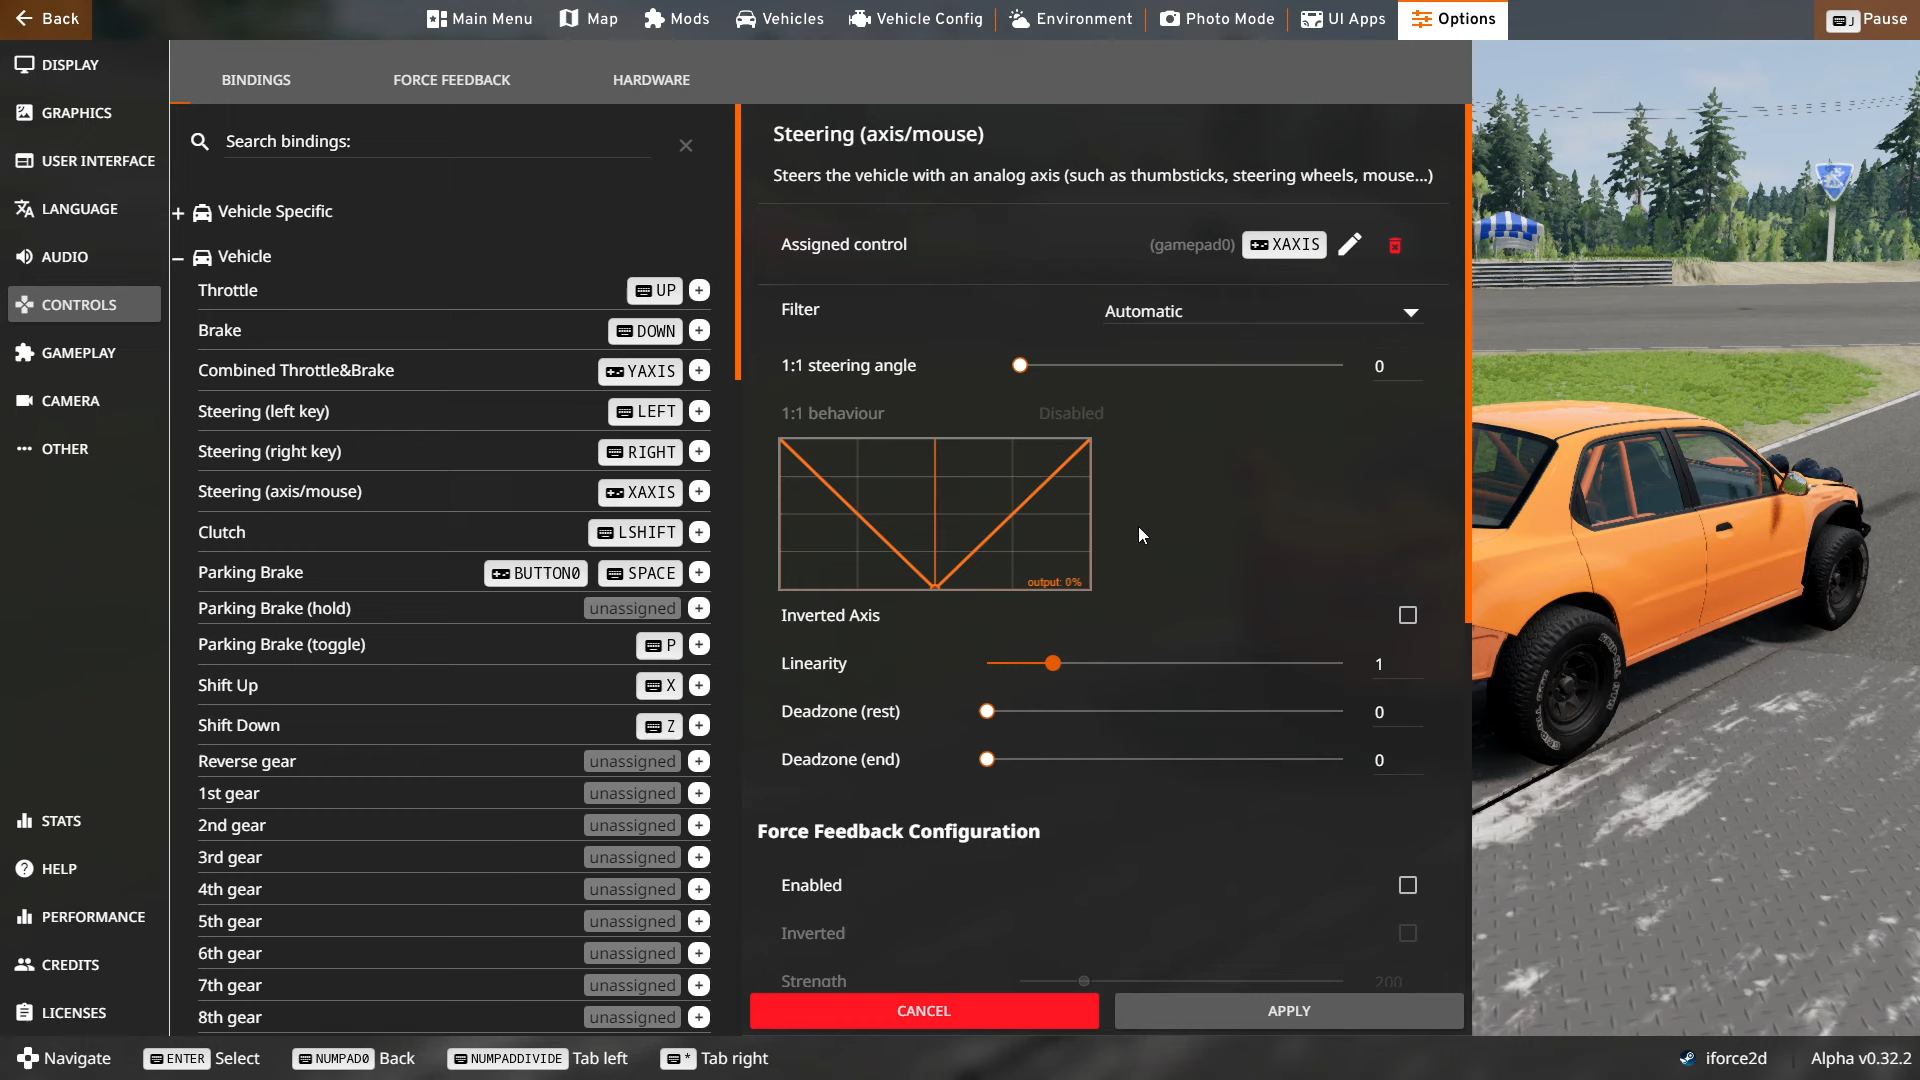 Back
Main Menu
Map
Mods
Vehicles
Vehicle Config
Environment
Photo Mode
UI Apps
Options
J Pause
DISPLAY
GRAPHICS
USER INTERFACE
LANGUAGE
AUDIO
CONTROLS
GAMEPLAY
CAMERA
OTHER
STATS
HELP
PERFORMANCE
CREDITS
LICENSES
BINDINGS
FORCE FEEDBACK
HARDWARE
Search bindings:
Vehicle Specific
Vehicle
Throttle UP
Brake DOWN
Combined Throttle&Brake YAXIS
Steering (left key) LEFT
Steering (right key) RIGHT
Steering (axis/mouse) XAXIS
Clutch LSHIFT
Parking Brake BUTTON0 SPACE
Parking Brake (hold) unassigned
Parking Brake (toggle) P
Shift Up X
Shift Down Z
Reverse gear unassigned
1st gear unassigned
2nd gear unassigned
3rd gear unassigned
4th gear unassigned
5th gear unassigned
6th gear unassigned
7th gear unassigned
8th gear unassigned
Steering (axis/mouse)
Steers the vehicle with an analog axis (such as thumbsticks, steering wheels, mouse...)
Assigned control (gamepad0) XAXIS
Filter Automatic
1:1 steering angle 0
1:1 behaviour Disabled
output: 0%
Inverted Axis
Linearity 1
Deadzone (rest) 0
Deadzone (end) 0
Force Feedback Configuration
Enabled
Inverted
Strength 200
CANCEL
APPLY
Navigate
ENTER Select
NUMPAD0 Back
NUMPADDIVIDE Tab left
* Tab right
iforce2d
Alpha v0.32.2